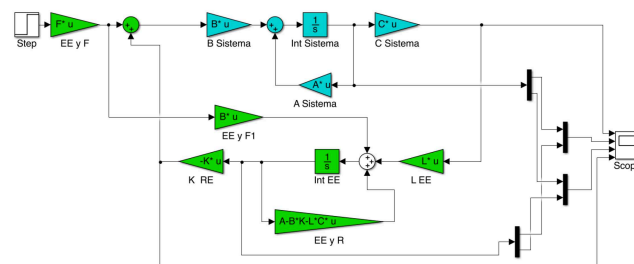 F* u
B* u
1
s
C* u
Step
EE y F
B Sistema
Int Sistema
C Sistema
A* u
A Sistema
B* u
EE y F1
-K* u
1
s
L* u
K RE
Int EE
L EE
Scop
A-B*K-L*C* u
EE y R